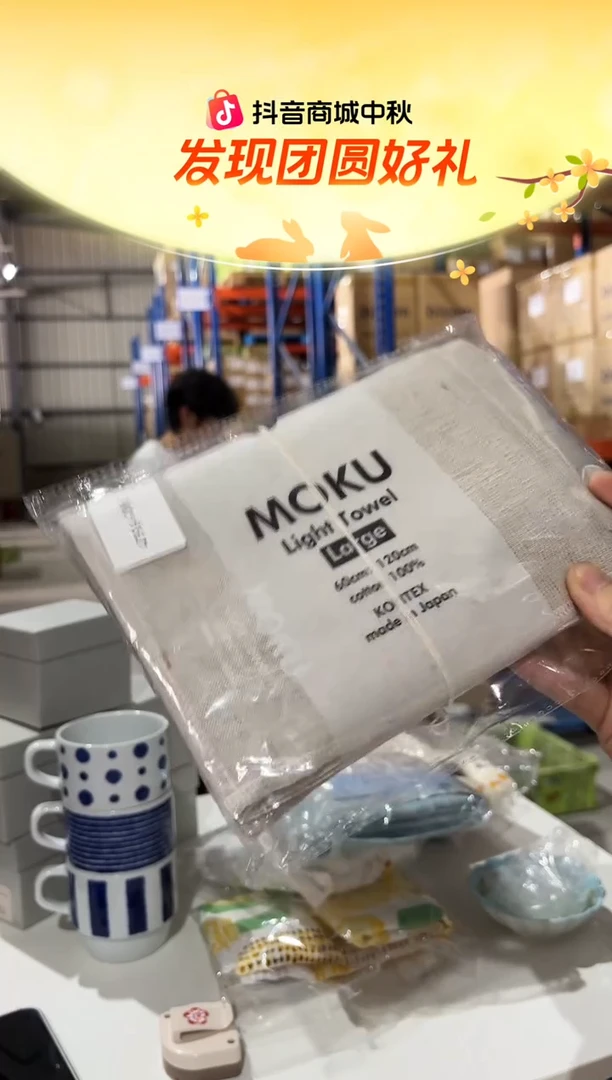 抖音商城中秋
发现团圆好礼
MOKU
Light Towel
Large
60cm 120cm
cotton 100%
KONTEX
made in Japan